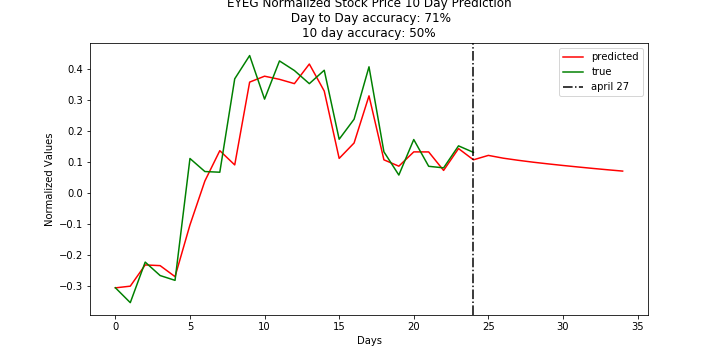 EYEG Normalized Stock Price 10 Day Prediction
Day to Day accuracy: 71%
10 day accuracy: 50%
predicted
true
april 27
Normalized Values
0.4
0.3
0.2
0.1
0.0
−0.1
−0.2
−0.3
0 5 10 15 20 25 30 35
Days